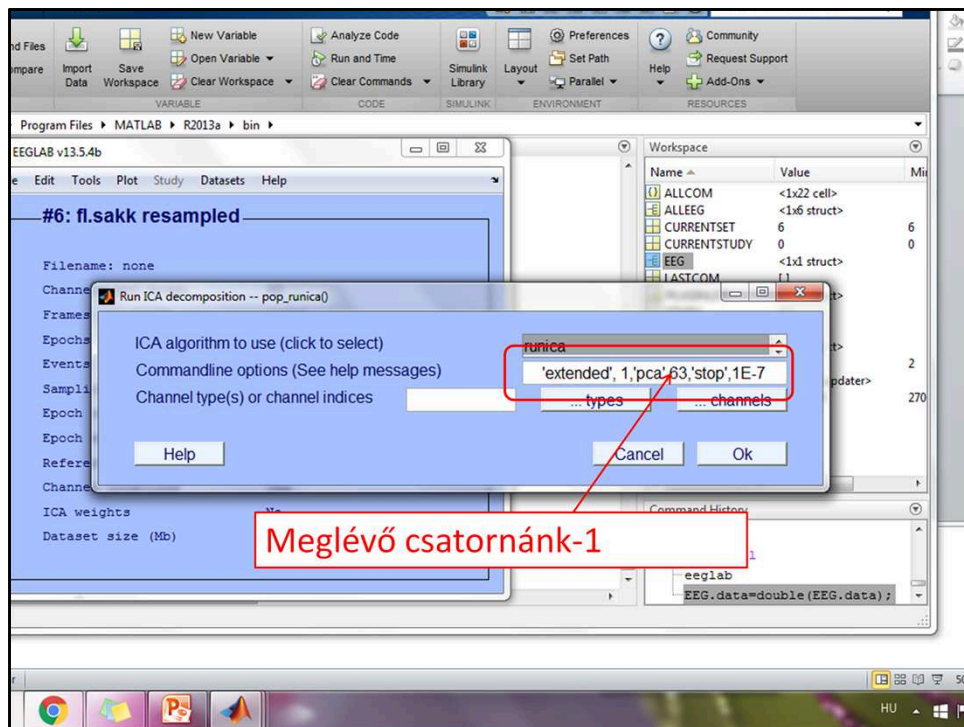 nd Files
New Variable
Analyze Code
Preferences
Community
Open Variable
Run and Time
Set Path
Request Support
mpare
Import Data
Save Workspace
Clear Workspace
Clear Commands
Simulink Library
Layout
Parallel
Help
Add-Ons
VARIABLE
CODE
SIMULINK
ENVIRONMENT
RESOURCES
Program Files MATLAB R2013a bin
EEGLAB v13.5.4b
Workspace
e Edit Tools Plot Study Datasets Help
Name Value Mi
#6: fl.sakk resampled
ALLCOM <1x22 cell>
ALLEEG <1x6 struct>
CURRENTSET 6 6
CURRENTSTUDY 0 0
EEG <1x1 struct>
LASTCOM []
Filename: none
Channe
Frames
Epochs
Events
Sampli
Epoch
Epoch
Refere
Channe
Run ICA decomposition -- pop_runica()
ICA algorithm to use (click to select) runica
Commandline options (See help messages) 'extended', 1,'pca',63,'stop',1E-7
Channel type(s) or channel indices ... types ... channels
Help Cancel Ok
2
pdater>
270
ICA weights
Dataset size (Mb)
Meglévő csatornánk-1
Command History
eeglab
EEG.data=double(EEG.data);
HU